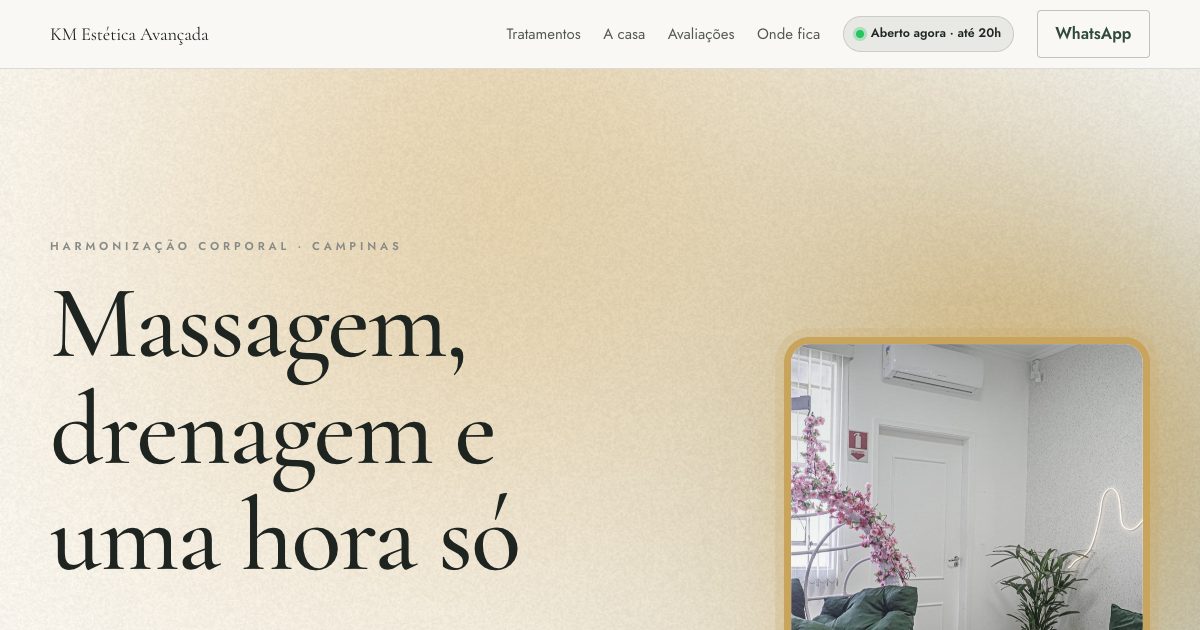 KM Estética Avançada
Tratamentos
A casa
Avaliações
Onde fica
Aberto agora · até 20h
WhatsApp
HARMONIZAÇÃO CORPORAL · CAMPINAS
Massagem,
drenagem e
uma hora só